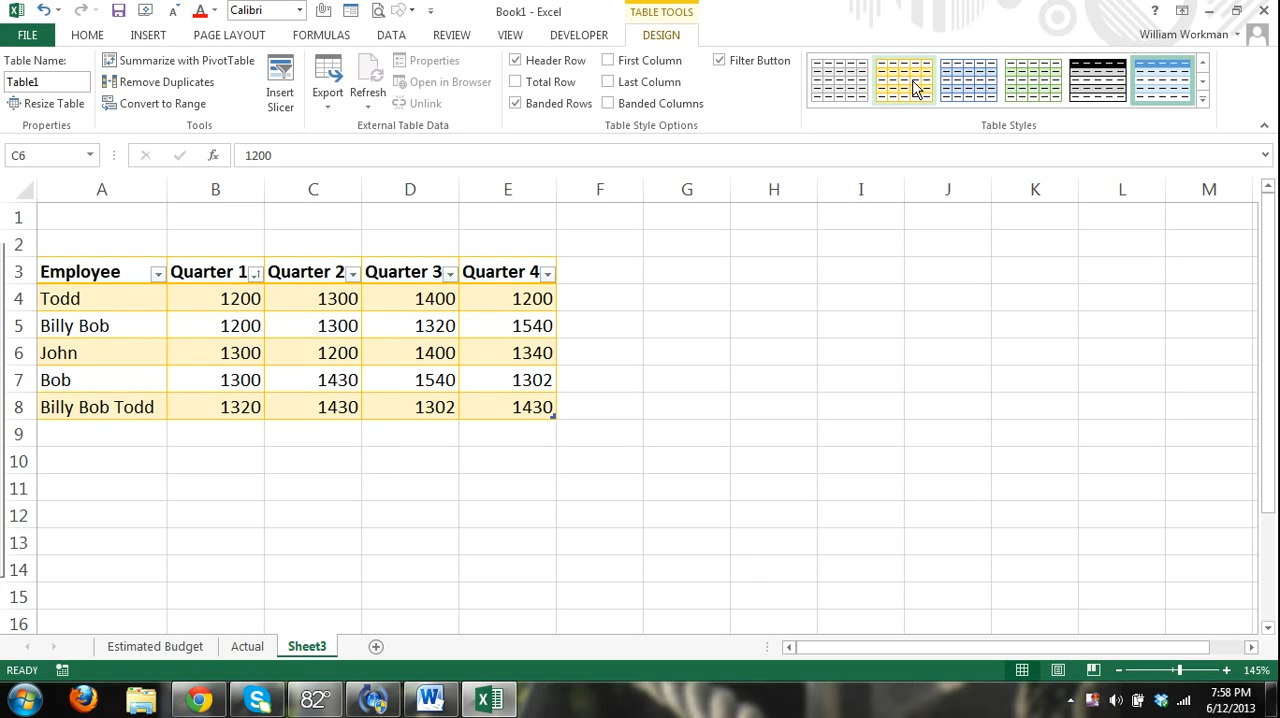 Calibri
Book1 - Excel
TABLE TOOLS
?
FILE HOME INSERT PAGE LAYOUT FORMULAS DATA REVIEW VIEW DEVELOPER DESIGN William Workman
Table Name: Summarize with PivotTable Properties Header Row First Column Filter Button
Table1 Remove Duplicates Insert Slicer Export Refresh Open in Browser Total Row Last Column
Resize Table Convert to Range Unlink Banded Rows Banded Columns
Properties Tools External Table Data Table Style Options Table Styles
C6 fx 1200
A B C D E F G H I J K L M
1
2
3 Employee Quarter 1 Quarter 2 Quarter 3 Quarter 4
4 Todd 1200 1300 1400 1200
5 Billy Bob 1200 1300 1320 1540
6 John 1300 1200 1400 1340
7 Bob 1300 1430 1540 1302
8 Billy Bob Todd 1320 1430 1302 1430
9
10
11
12
13
14
15
16
Estimated Budget Actual Sheet3
READY 145%
82°
7:58 PM
6/12/2013